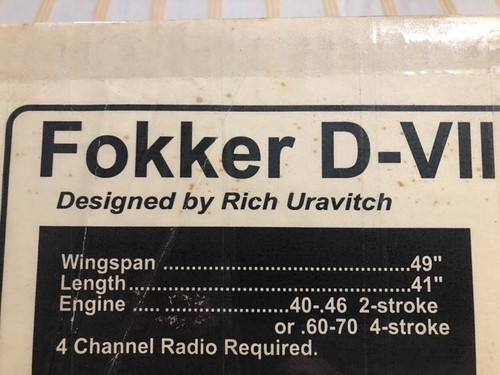 Fokker D-VII
Designed by Rich Uravitch
Wingspan ..............................................49"
Length....................................................41"
Engine ..... ........................40-.46 2-stroke
or .60-70 4-stroke
4 Channel Radio Required.